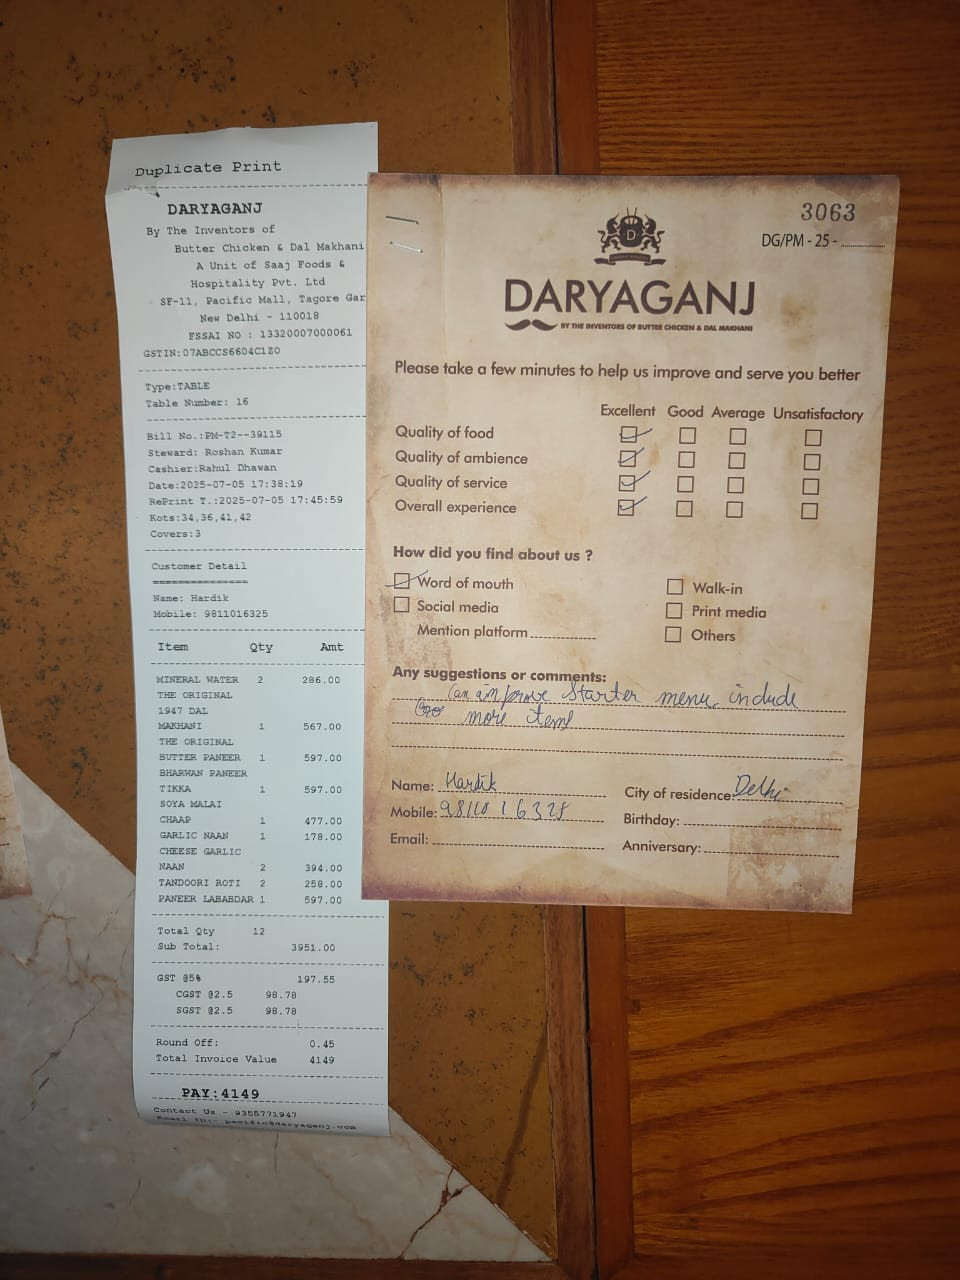 Duplicate Print
DARYAGANJ
By The Inventors of
Butter Chicken & Dal Makhani
A Unit of Saaj Foods &
Hospitality Pvt. Ltd
SF-11, Pacific Mall, Tagore Gar
New Delhi - 110018
FSSAI NO : 13320007000061
GSTIN:07ABCCS6604C1Z0
Type:TABLE
Table Number: 16
Bill No.:PM-T2--39115
Steward: Roshan Kumar
Cashier:Rahul Dhawan
Date:2025-07-05 17:38:19
RePrint T.:2025-07-05 17:45:59
Kots:34,36,41,42
Covers:3
Customer Detail
===============
Name: Hardik
Mobile: 9811016325
Item Qty Amt
MINERAL WATER 2 286.00
THE ORIGINAL
1947 DAL
MAKHANI 1 567.00
THE ORIGINAL
BUTTER PANEER 1 597.00
BHARWAN PANEER
TIKKA 1 597.00
SOYA MALAI
CHAAP 1 477.00
GARLIC NAAN 1 178.00
CHEESE GARLIC
NAAN 2 394.00
TANDOORI ROTI 2 258.00
PANEER LABABDAR 1 597.00
Total Qty 12
Sub Total: 3951.00
GST @5% 197.55
CGST @2.5 98.78
SGST @2.5 98.78
Round Off: 0.45
Total Invoice Value 4149
PAY:4149
Contact Us - 9355771947
Email ID:- pacific@daryaganj.com
3063
DG/PM - 25 -
D
DARYAGANJ
BY THE INVENTORS OF BUTTER CHICKEN & DAL MAKHANI
Please take a few minutes to help us improve and serve you better
Excellent Good Average Unsatisfactory
Quality of food
Quality of ambience
Quality of service
Overall experience
How did you find about us ?
Word of mouth Walk-in
Social media Print media
Mention platform Others
Any suggestions or comments:
Can improve Starter menu, include
more items
Name: Hardik City of residence: Delhi
Mobile: 9811016325 Birthday:
Email: Anniversary: